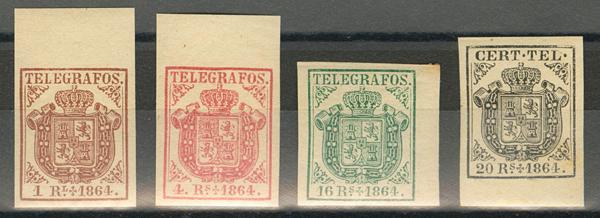 TELEGRAFOS.
1 Rl.+1864.
TELEGRAFOS.
4. Rs+1864.
TELEGRAFOS.
16 Rs+1864.
CERT: TEL:
20 Rs+1864.